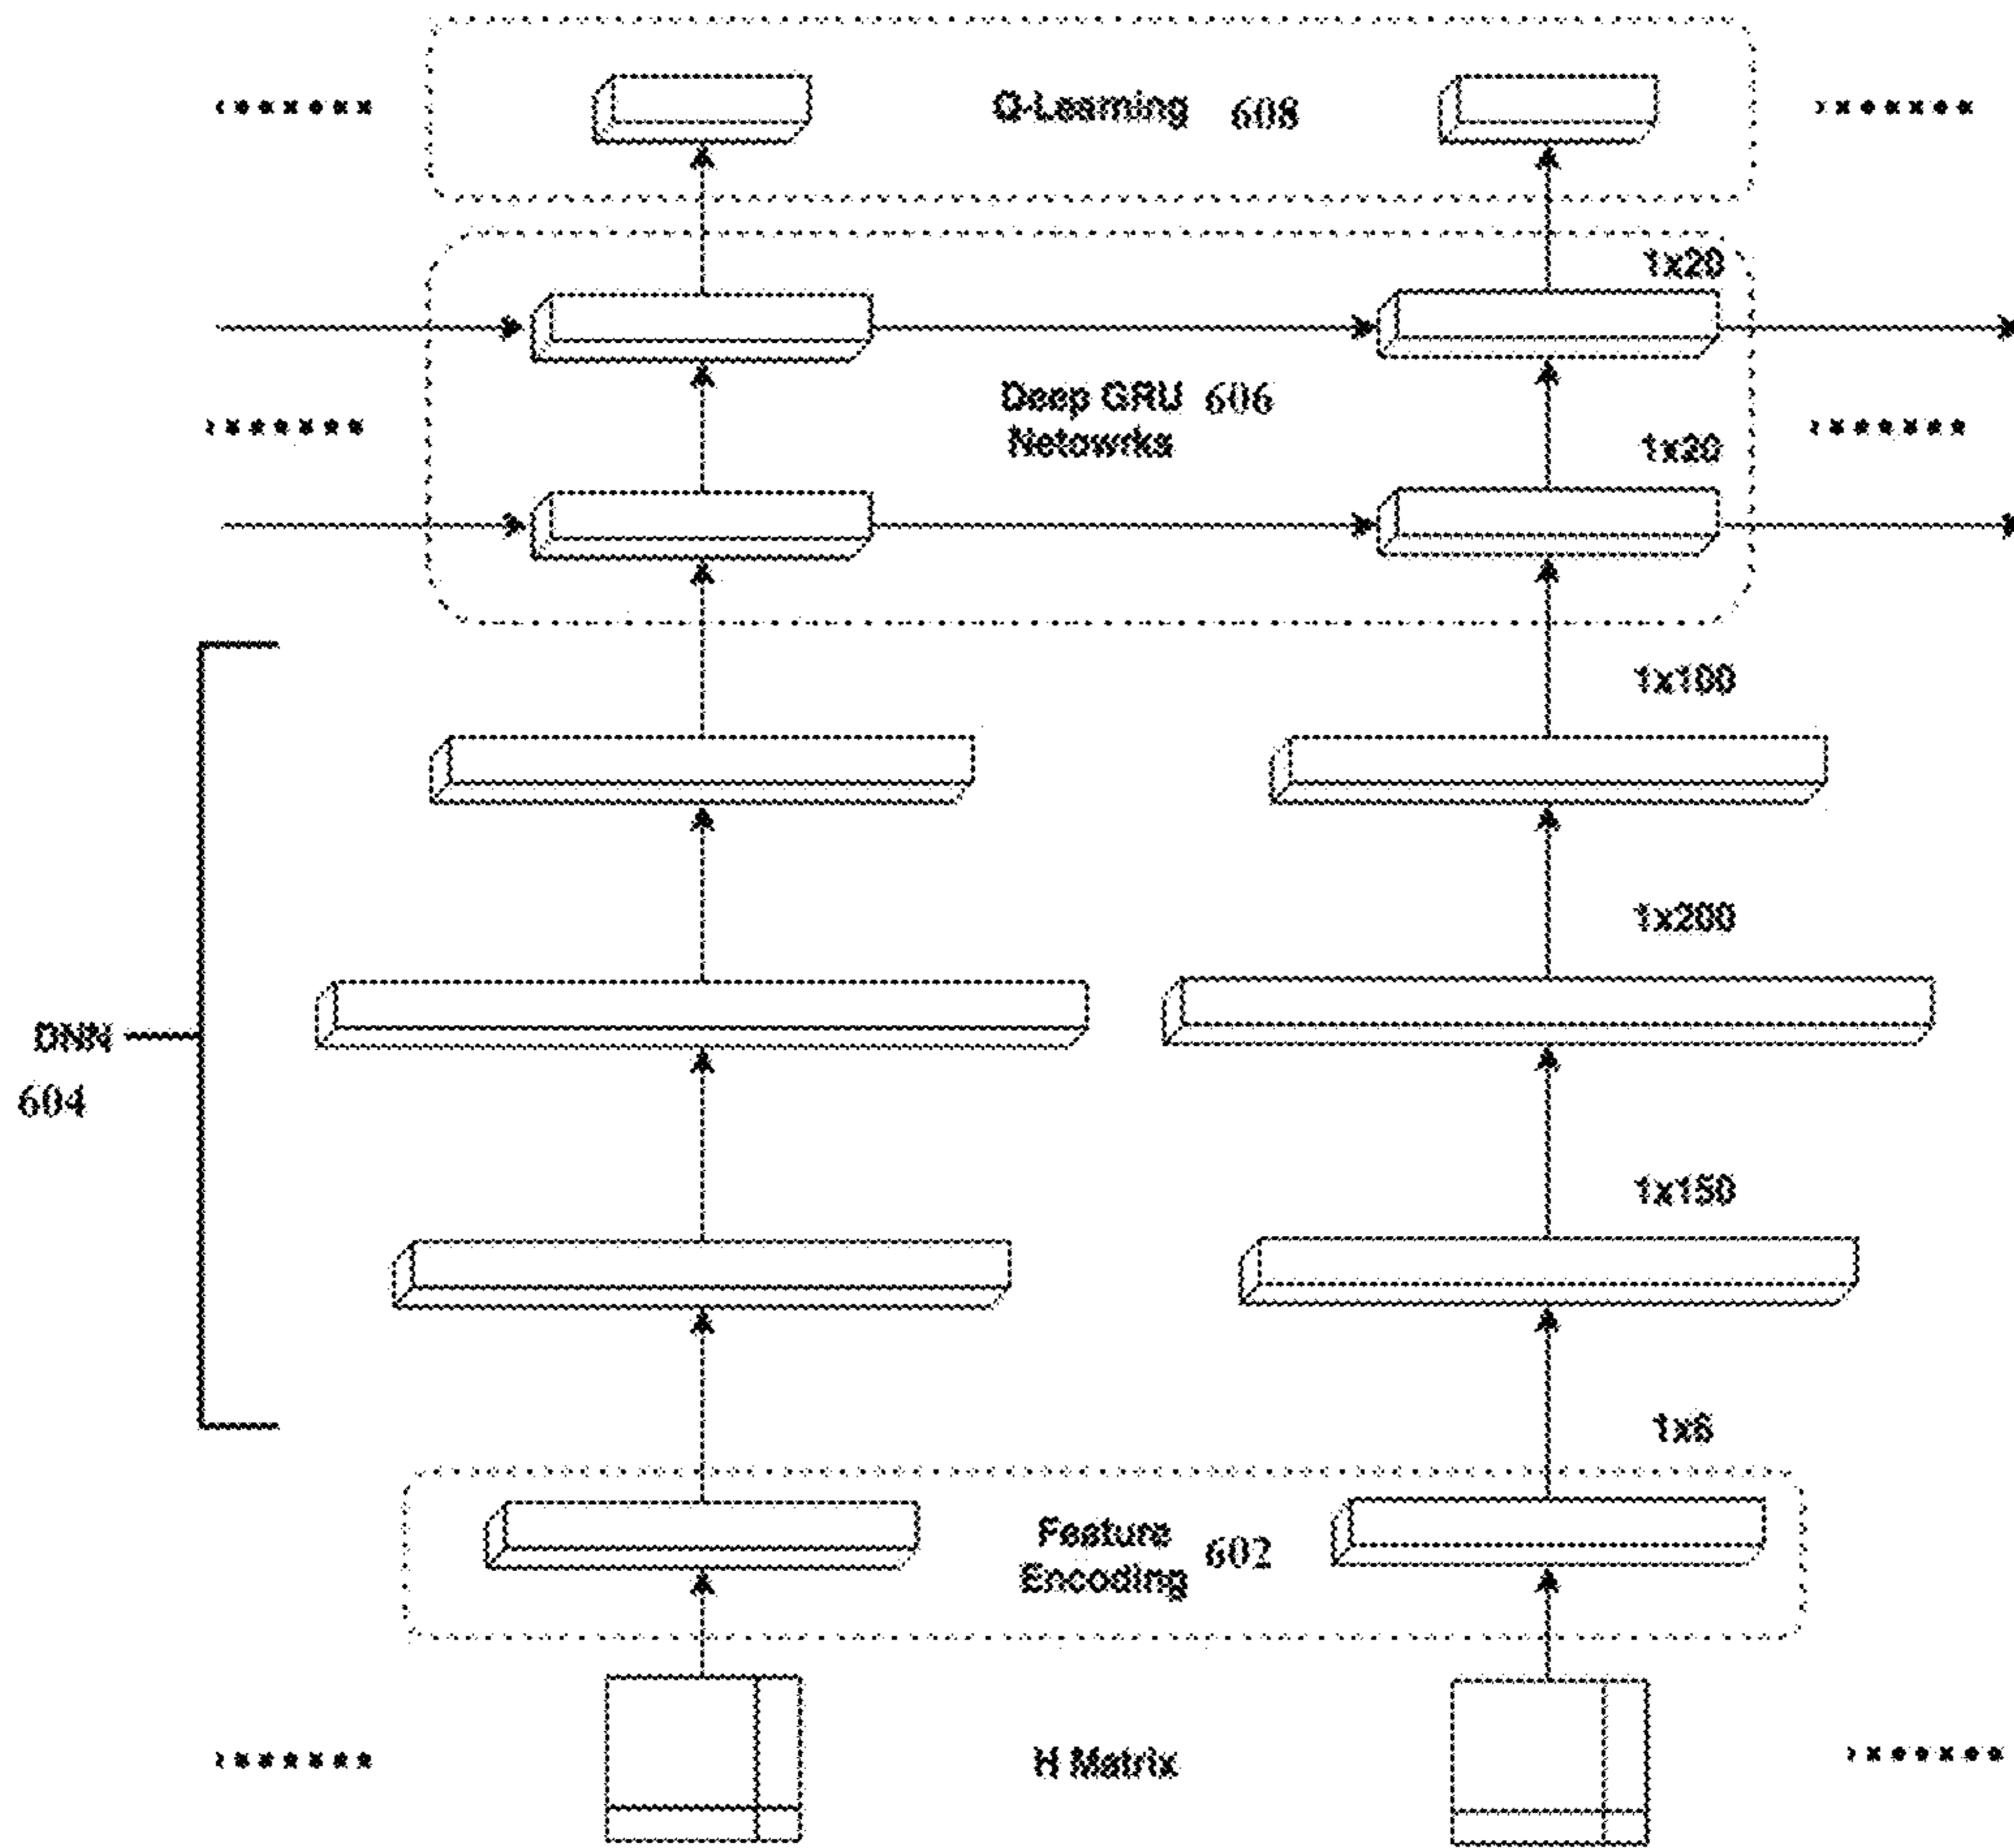 Q-Learning 608
1x20
Deep GRU 606
Netowrks
1x20
1x100
1x200
DNN
604
1x150
1x6
Feature
Encoding 602
H Matrix